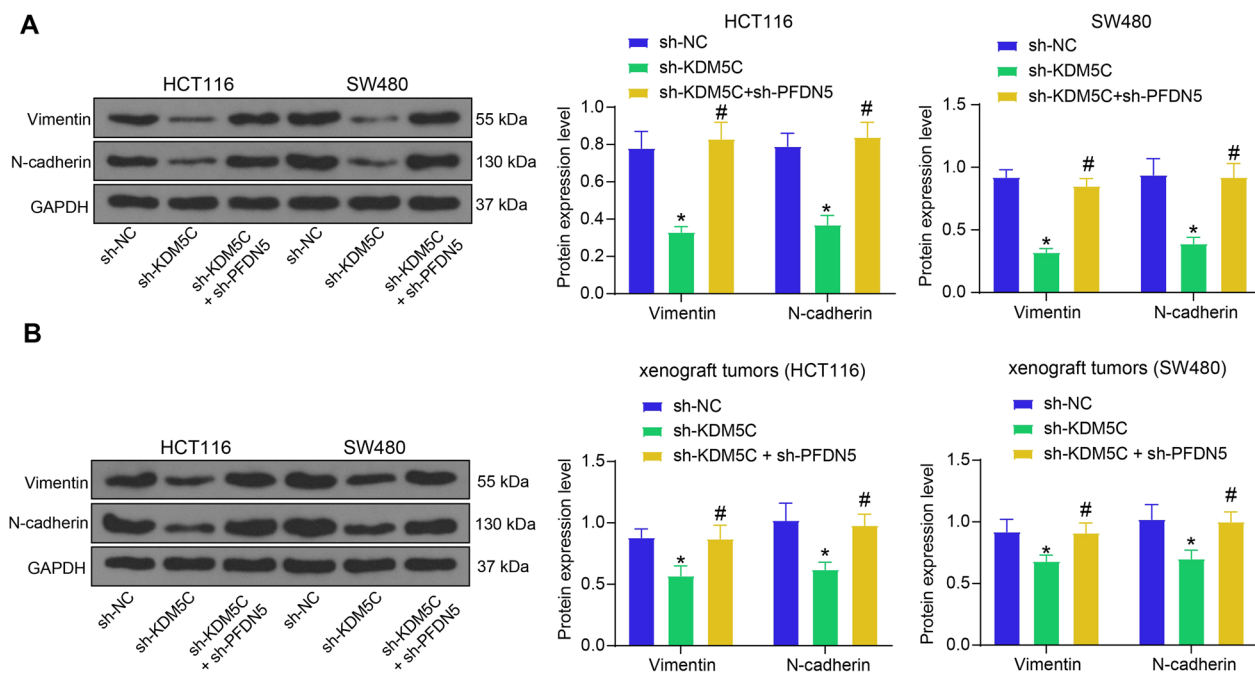 A
HCT116 SW480
Vimentin 55 kDa
N-cadherin 130 kDa
GAPDH 37 kDa
sh-NC
sh-KDM5C
sh-KDM5C
+ sh-PFDN5
sh-NC
sh-KDM5C
sh-KDM5C
+ sh-PFDN5
HCT116
sh-NC
sh-KDM5C
sh-KDM5C+sh-PFDN5
Protein expression level
1.0
0.8
0.6
0.4
0.2
0.0
* # * #
Vimentin N-cadherin
SW480
sh-NC
sh-KDM5C
sh-KDM5C+sh-PFDN5
Protein expression level
1.5
1.0
0.5
0.0
* # * #
Vimentin N-cadherin
B
HCT116 SW480
Vimentin 55 kDa
N-cadherin 130 kDa
GAPDH 37 kDa
sh-NC
sh-KDM5C
sh-KDM5C
+ sh-PFDN5
sh-NC
sh-KDM5C
sh-KDM5C
+ sh-PFDN5
xenograft tumors (HCT116)
sh-NC
sh-KDM5C
sh-KDM5C + sh-PFDN5
Protein expression level
1.5
1.0
0.5
0.0
* # * #
Vimentin N-cadherin
xenograft tumors (SW480)
sh-NC
sh-KDM5C
sh-KDM5C + sh-PFDN5
Protein expression level
1.5
1.0
0.5
0.0
* # * #
Vimentin N-cadherin